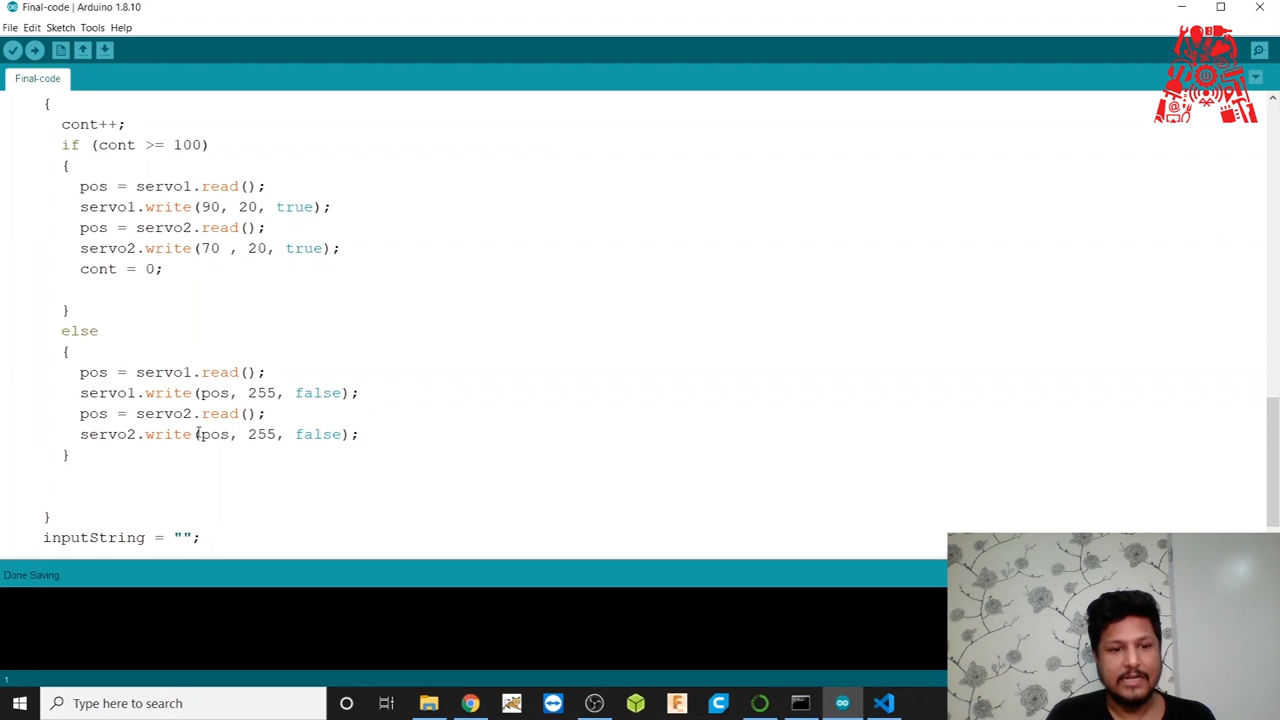 Final-code | Arduino 1.8.10
File Edit Sketch Tools Help
Final-code
{
cont++;
if (cont >= 100)
{
pos = servo1.read();
servo1.write(90, 20, true);
pos = servo2.read();
servo2.write(70 , 20, true);
cont = 0;
}
else
{
pos = servo1.read();
servo1.write(pos, 255, false);
pos = servo2.read();
servo2.write(pos, 255, false);
}
}
inputString = "";
Done Saving.
1
Type here to search